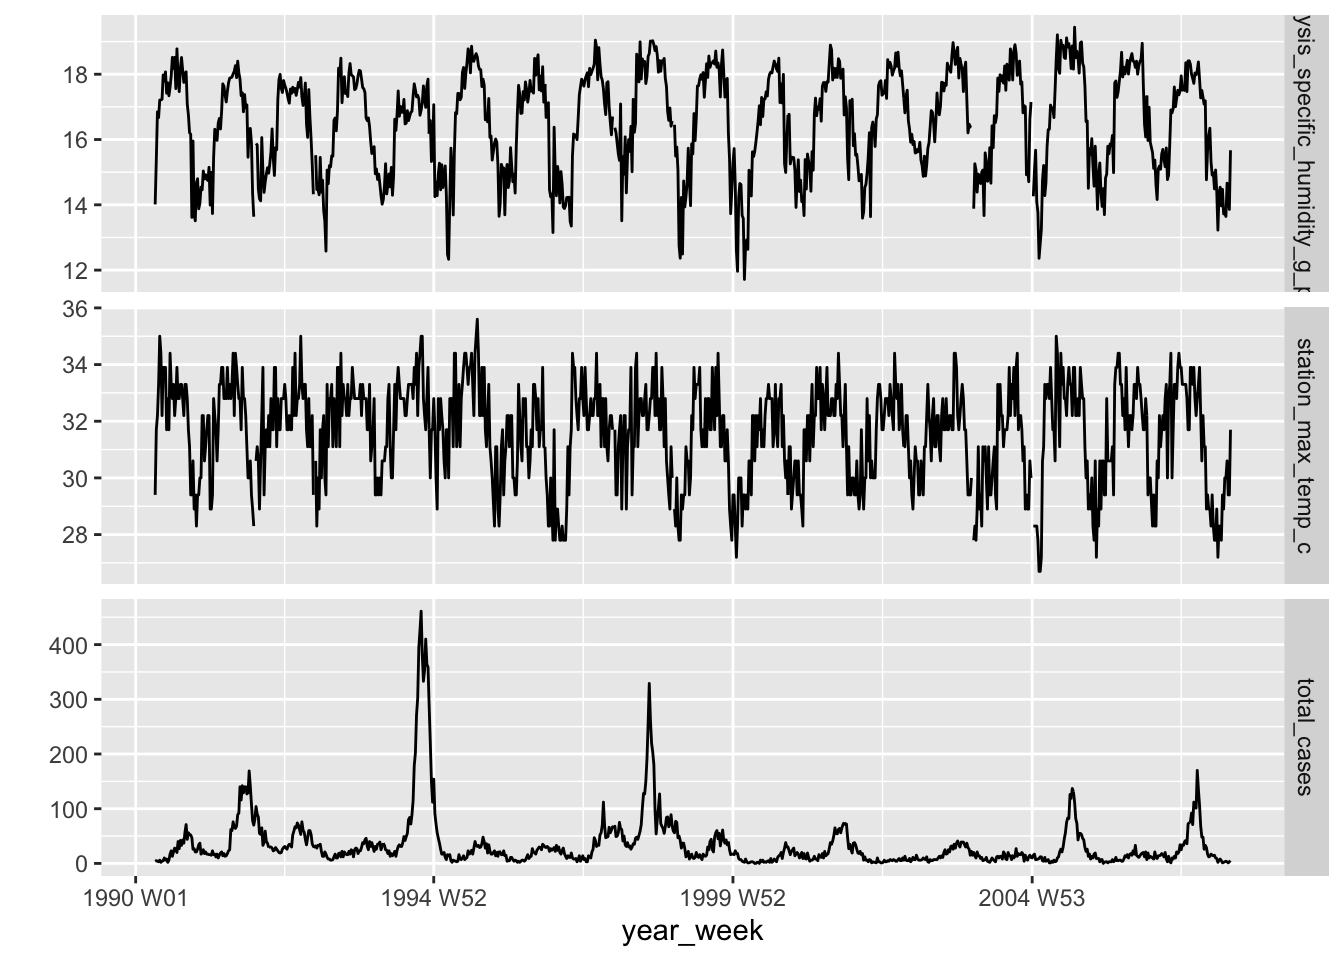 18
16
14
12
ysis_specific_humidity_g_p
36
34
32
30
28
station_max_temp_c
400
300
200
100
0
total_cases
1990 W01
1994 W52
1999 W52
2004 W53
year_week